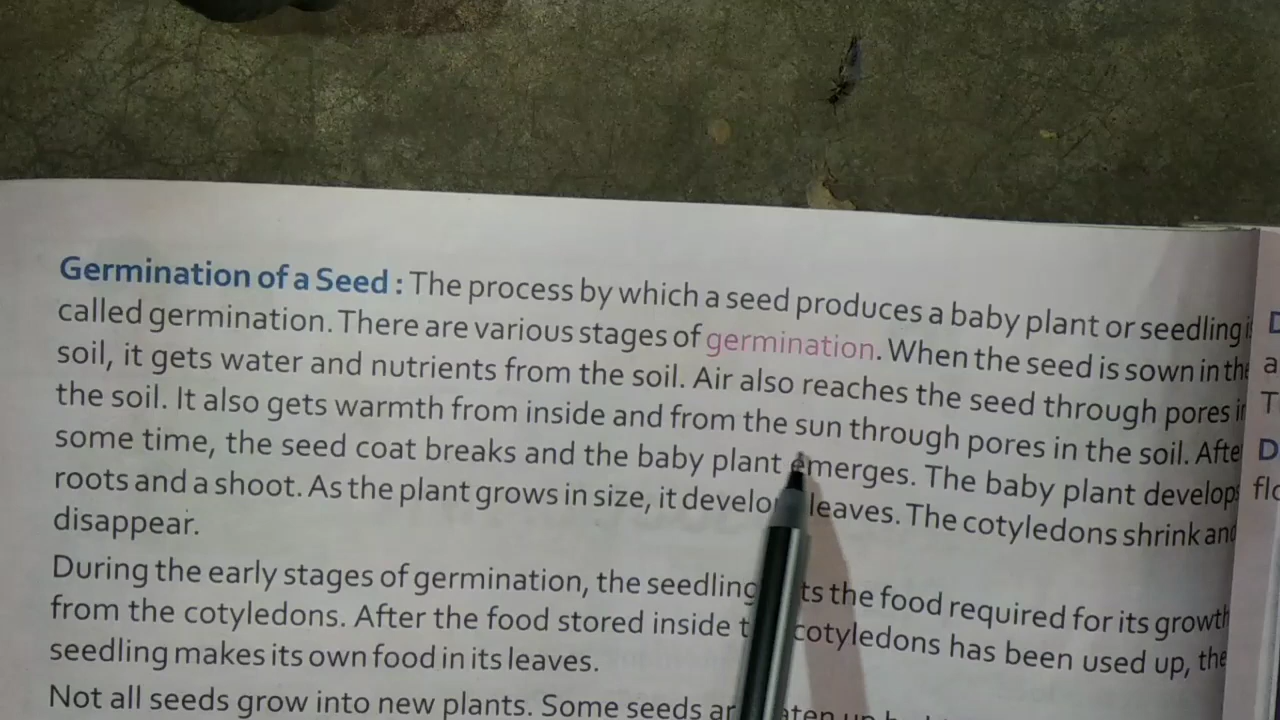 Germination of a Seed : The process by which a seed produces a baby plant or seedling is
called germination. There are various stages of germination. When the seed is sown in the
soil, it gets water and nutrients from the soil. Air also reaches the seed through pores in
the soil. It also gets warmth from inside and from the sun through pores in the soil. After
some time, the seed coat breaks and the baby plant emerges. The baby plant develops
roots and a shoot. As the plant grows in size, it develops leaves. The cotyledons shrink and
disappear.
During the early stages of germination, the seedling gets the food required for its growth
from the cotyledons. After the food stored inside the cotyledons has been used up, the
seedling makes its own food in its leaves.
Not all seeds grow into new plants. Some seeds are eaten up
D
a
T
D
flo